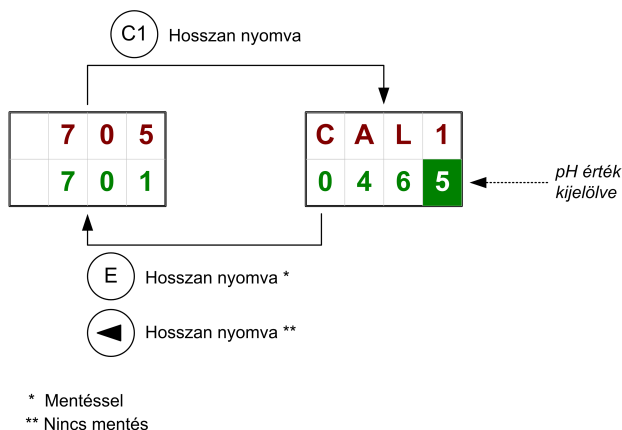 C1 Hosszan nyomva
7 0 5
7 0 1
C A L 1
0 4 6 5
pH érték
kijelölve
E Hosszan nyomva *
Hosszan nyomva **
* Mentéssel
** Nincs mentés